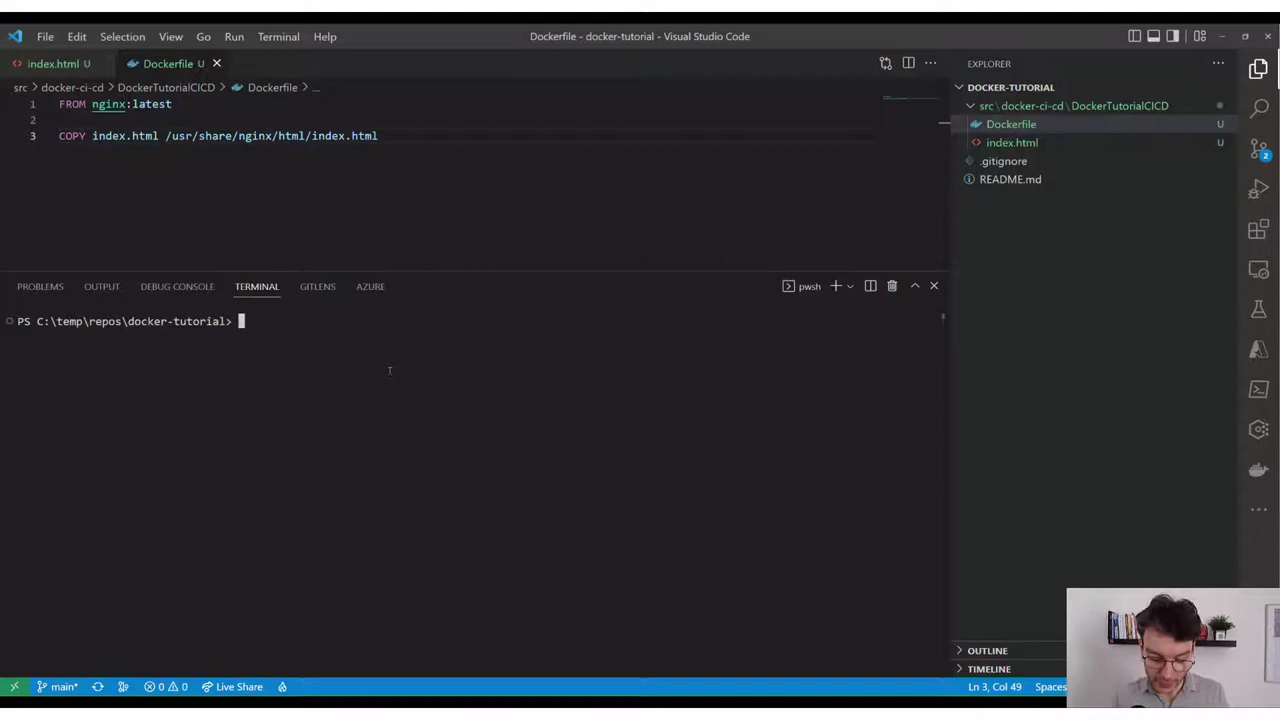 File Edit Selection View Go Run Terminal Help
Dockerfile - docker-tutorial - Visual Studio Code
index.html U
Dockerfile U
src > docker-ci-cd > DockerTutorialCICD > Dockerfile > ...
1 FROM nginx:latest
2
3 COPY index.html /usr/share/nginx/html/index.html
PROBLEMS OUTPUT DEBUG CONSOLE TERMINAL GITLENS AZURE
pwsh
PS C:\temp\repos\docker-tutorial>
EXPLORER
DOCKER-TUTORIAL
src\docker-ci-cd\DockerTutorialCICD
Dockerfile U
index.html U
.gitignore
README.md
2
OUTLINE
TIMELINE
main* 0 0 Live Share
Ln 3, Col 49 Spaces